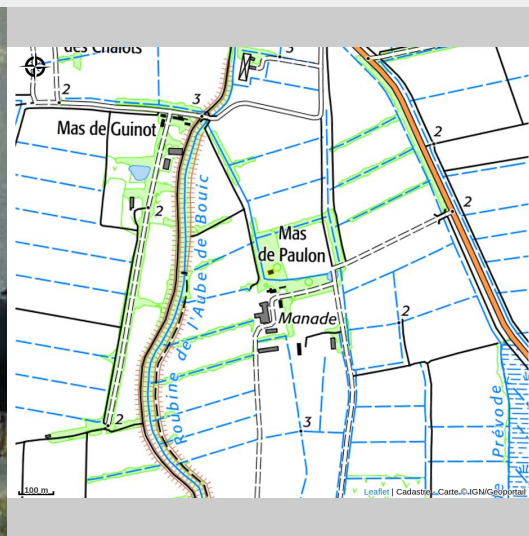 des Chalots
3
2
3
Mas de Guinot
2
2
2
Mas
de Paulon
Roubine de l'Aube de Bouic
Manade
2
2
3
Prévode
100 m
Leaflet | Cadastre - Carte © IGN/Geoportail